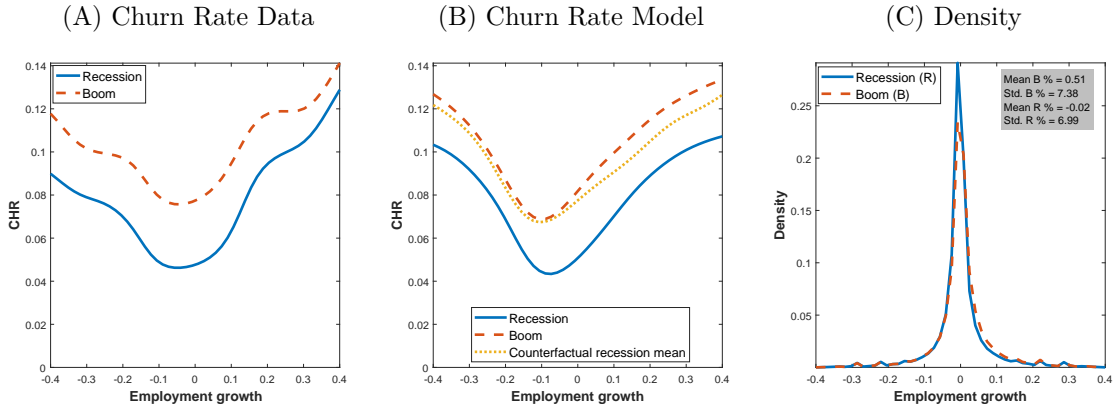 (A) Churn Rate Data
(B) Churn Rate Model
(C) Density
0.14
0.12
0.1
0.08
0.06
0.04
0.02
0
CHR
Recession
Boom
-0.4 -0.3 -0.2 -0.1 0 0.1 0.2 0.3 0.4
Employment growth
0.14
0.12
0.1
0.08
0.06
0.04
0.02
0
CHR
Recession
Boom
Counterfactual recession mean
-0.4 -0.3 -0.2 -0.1 0 0.1 0.2 0.3 0.4
Employment growth
0.25
0.2
0.15
0.1
0.05
Density
Recession (R)
Boom (B)
Mean B % = 0.51
Std. B % = 7.38
Mean R % = -0.02
Std. R % = 6.99
-0.4 -0.3 -0.2 -0.1 0 0.1 0.2 0.3 0.4
Employment growth